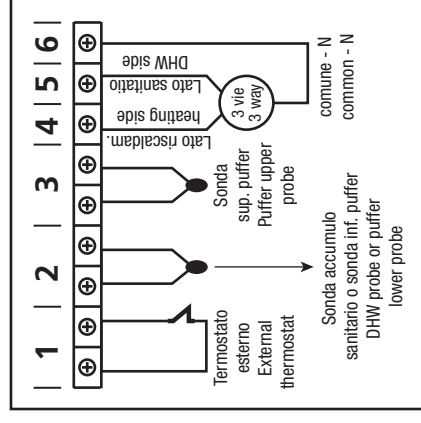 1 2 3 4 5 6
Termostato
esterno
External
thermostat
Sonda accumulo
sanitario o sonda inf. puffer
DHW probe or puffer
lower probe
Sonda
sup. puffer
Puffer upper
probe
Lato riscaldam.
heating side
Lato sanitatio
DHW side
3 vie
3 way
comune - N
common - N